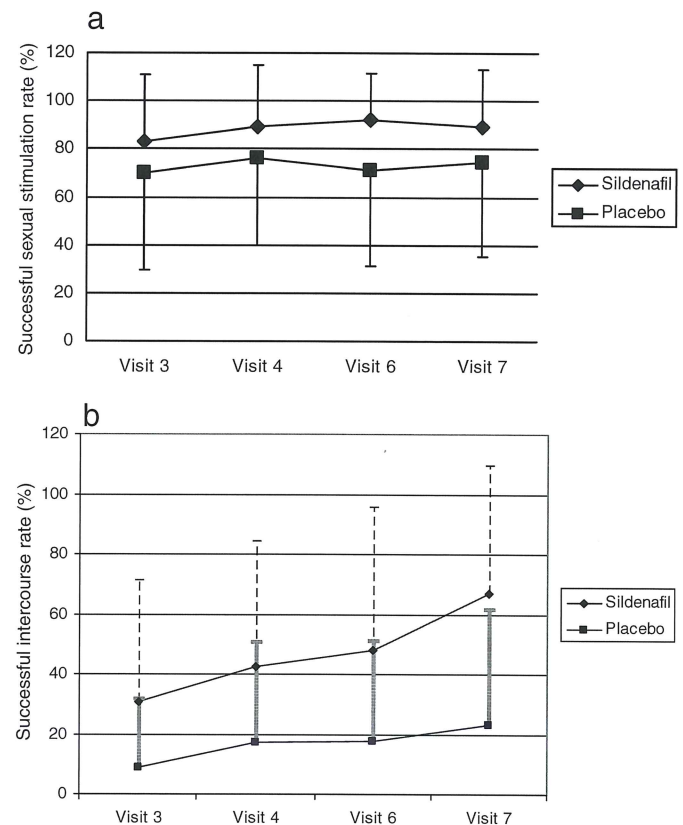 a
Successful sexual stimulation rate (%)
120
100
80
60
40
20
0
Visit 3 Visit 4 Visit 6 Visit 7
Sildenafil
Placebo
b
Successful intercourse rate (%)
120
100
80
60
40
20
0
Visit 3 Visit 4 Visit 6 Visit 7
Sildenafil
Placebo